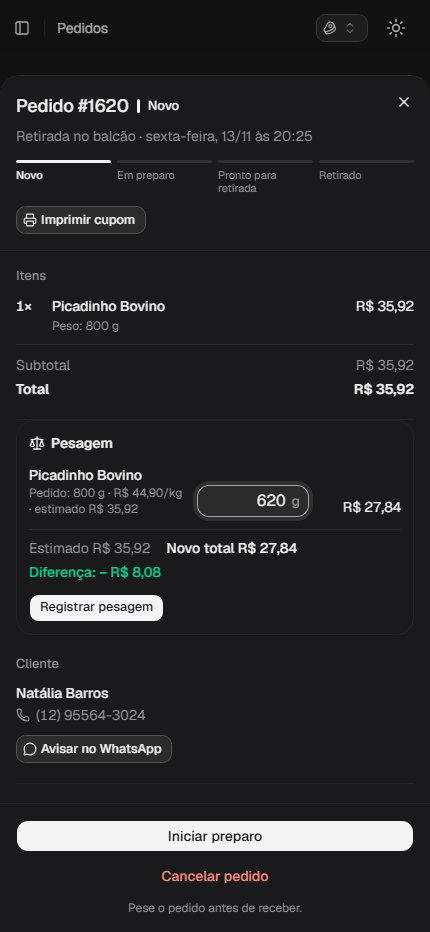 Pedidos
Pedido #1620 | Novo
Retirada no balcão · sexta-feira, 13/11 às 20:25
Novo
Em preparo
Pronto para
retirada
Retirado
Imprimir cupom
Itens
1× Picadinho Bovino R$ 35,92
Peso: 800 g
Subtotal R$ 35,92
Total R$ 35,92
Pesagem
Picadinho Bovino
Pedido: 800 g · R$ 44,90/kg
· estimado R$ 35,92
620 g
R$ 27,84
Estimado R$ 35,92 Novo total R$ 27,84
Diferença: − R$ 8,08
Registrar pesagem
Cliente
Natália Barros
(12) 95564-3024
Avisar no WhatsApp
Iniciar preparo
Cancelar pedido
Pese o pedido antes de receber.